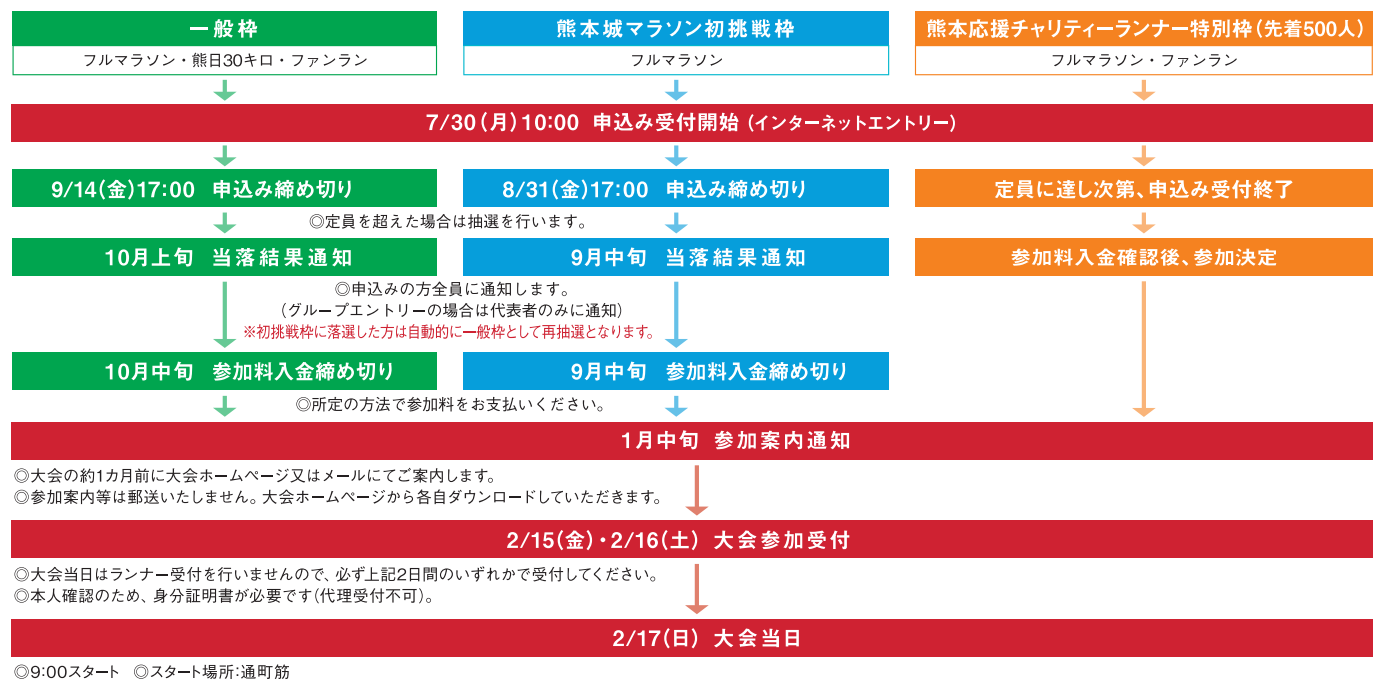 一般枠
フルマラソン・熊日30キロ・ファンラン
熊本城マラソン初挑戦枠
フルマラソン
熊本応援チャリティーランナー特別枠(先着500人)
フルマラソン・ファンラン
7/30(月)10:00 申込み受付開始(インターネットエントリー)
9/14(金)17:00 申込み締め切り
8/31(金)17:00 申込み締め切り
定員に達し次第、申込み受付終了
◎定員を超えた場合は抽選を行います。
10月上旬 当落結果通知
9月中旬 当落結果通知
参加料入金確認後、参加決定
◎申込みの方全員に通知します。
(グループエントリーの場合は代表者のみに通知)
※初挑戦枠に落選した方は自動的に一般枠として再抽選となります。
10月中旬 参加料入金締め切り
9月中旬 参加料入金締め切り
◎所定の方法で参加料をお支払いください。
1月中旬 参加案内通知
◎大会の約1カ月前に大会ホームページ又はメールにてご案内します。
◎参加案内等は郵送いたしません。大会ホームページから各自ダウンロードしていただきます。
2/15(金)・2/16(土) 大会参加受付
◎大会当日はランナー受付を行いませんので、必ず上記2日間のいずれかで受付してください。
◎本人確認のため、身分証明書が必要です(代理受付不可)。
2/17(日) 大会当日
◎9:00スタート ◎スタート場所:通町筋